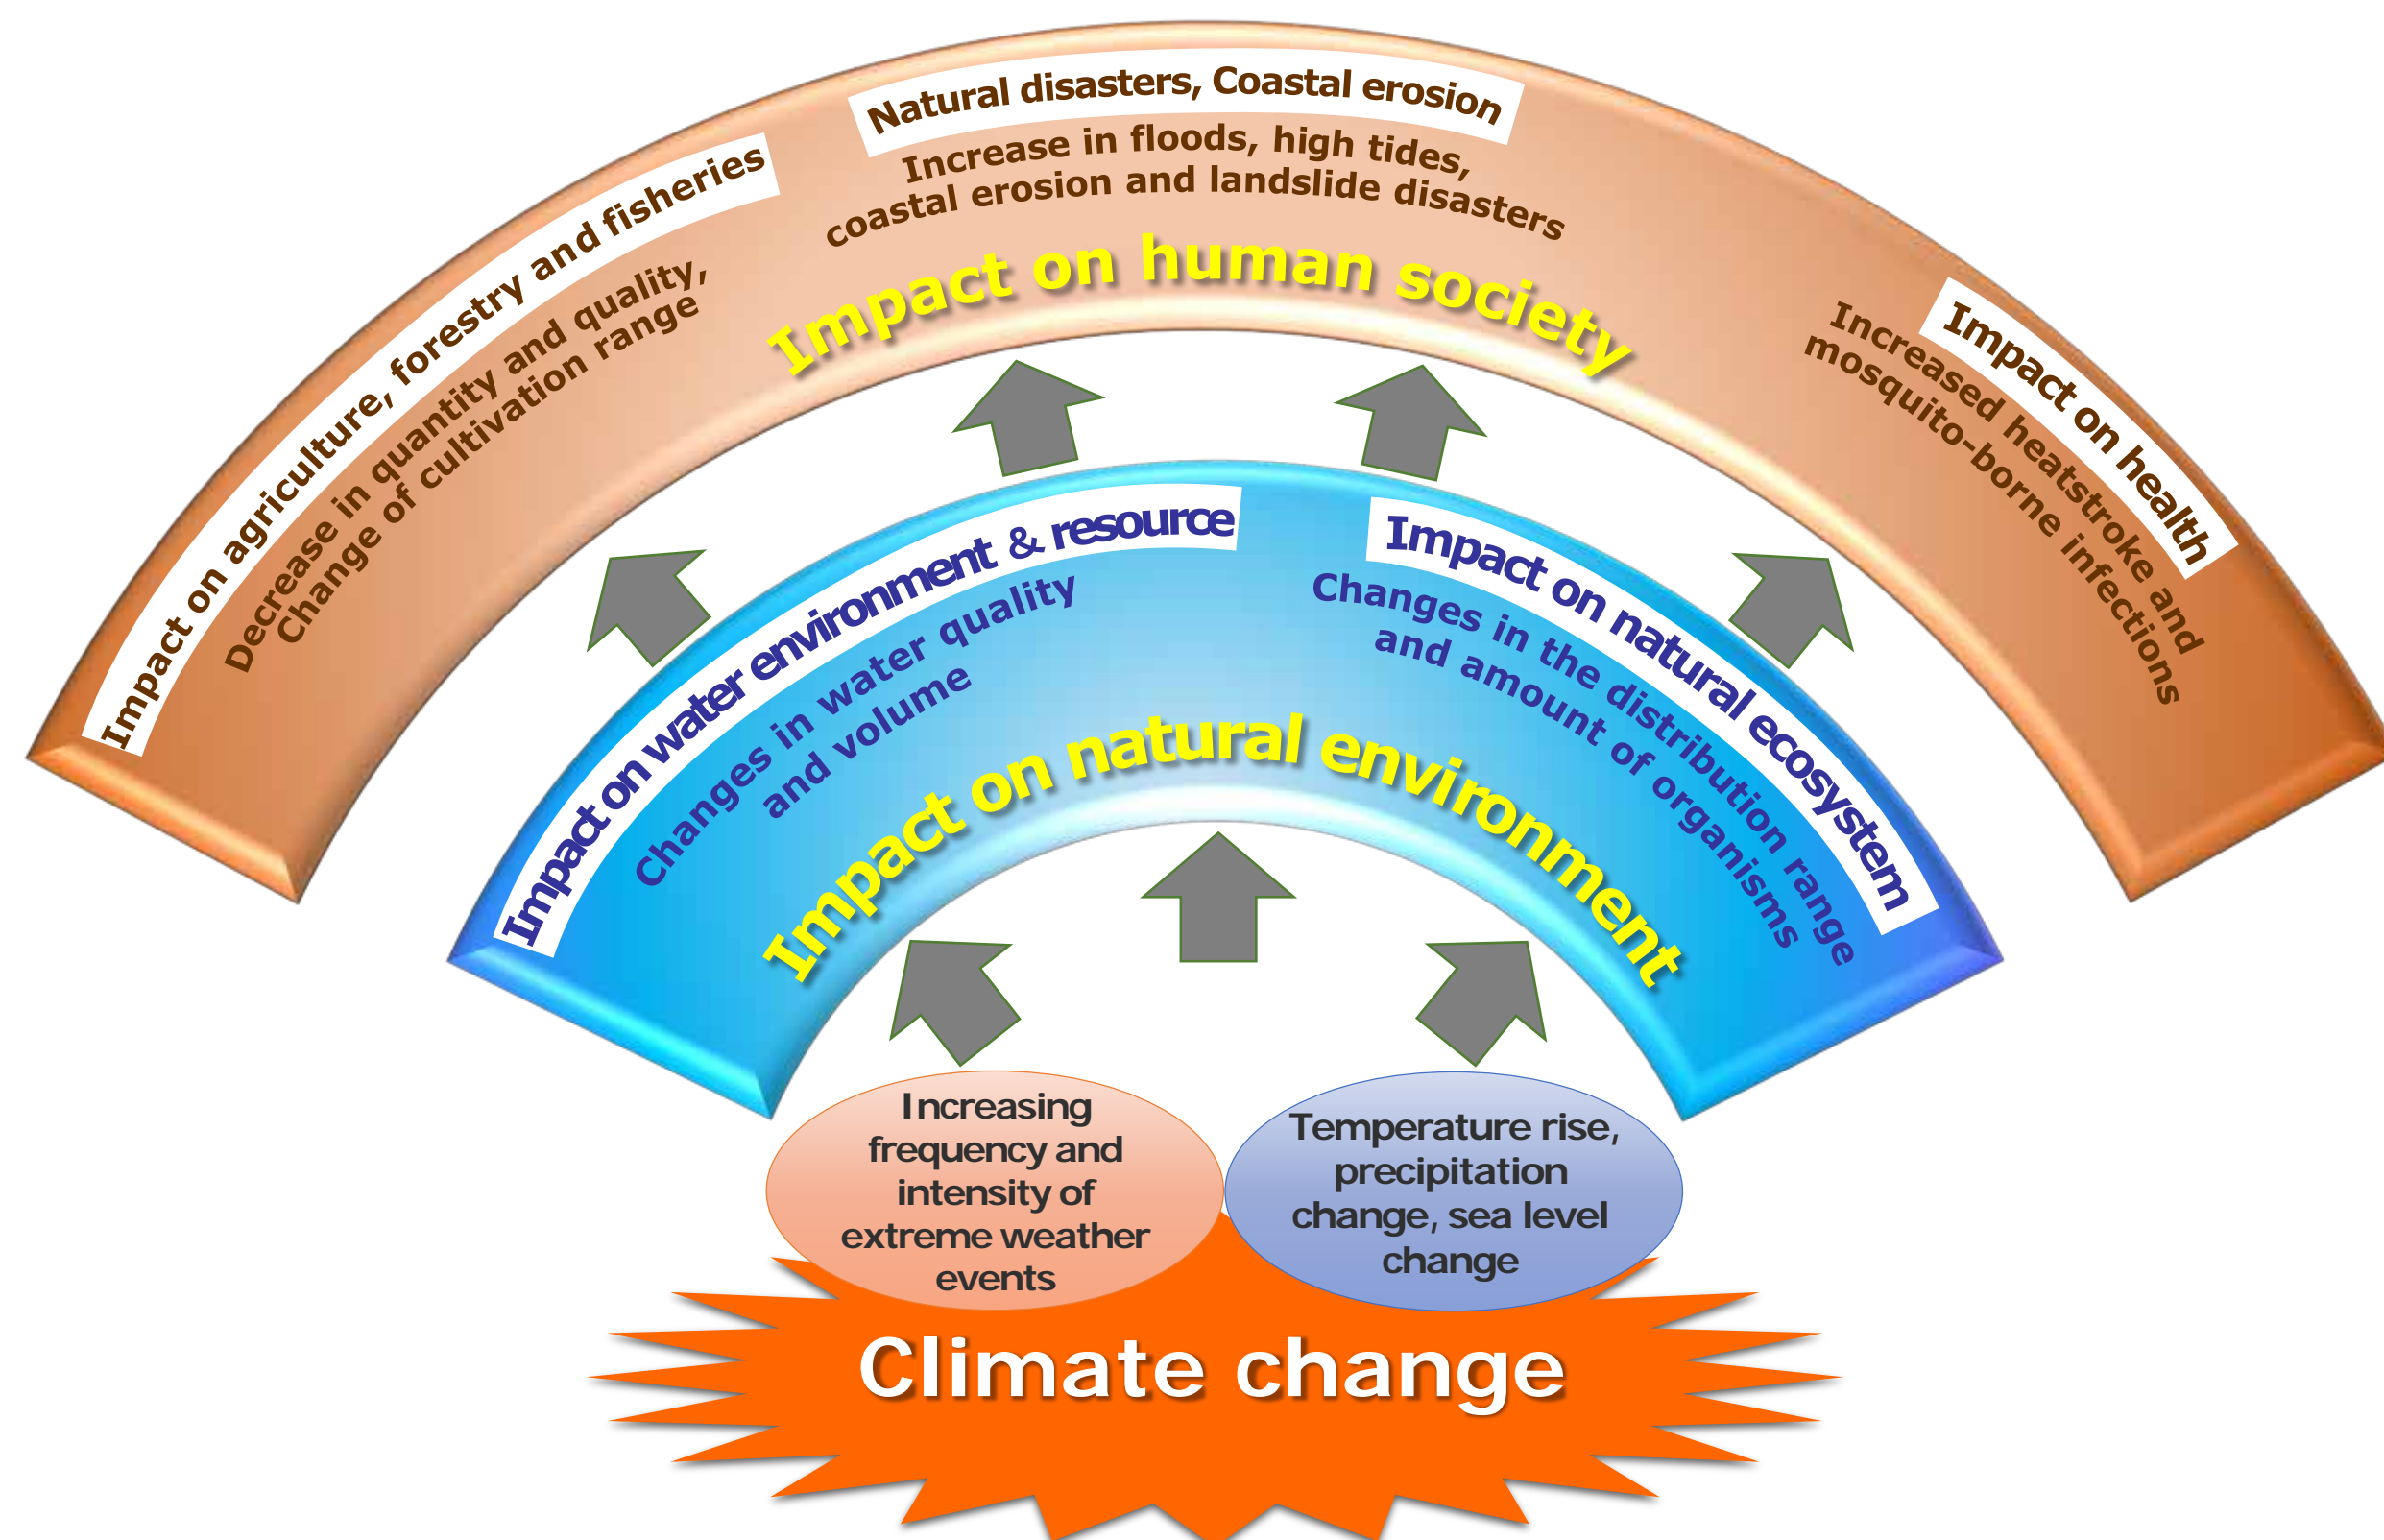 Natural disasters, Coastal erosion
Increase in floods, high tides,
coastal erosion and landslide disasters
Impact on agriculture, forestry and fisheries
Decrease in quantity and quality,
Change of cultivation range
Impact on human society
Impact on health
Increased heatstroke and
mosquito-borne infections
Impact on water environment & resource
Changes in water quality
and volume
Impact on natural ecosystem
Changes in the distribution range
and amount of organisms
Impact on natural environment
Increasing
frequency and
intensity of
extreme weather
events
Temperature rise,
precipitation
change, sea level
change
Climate change